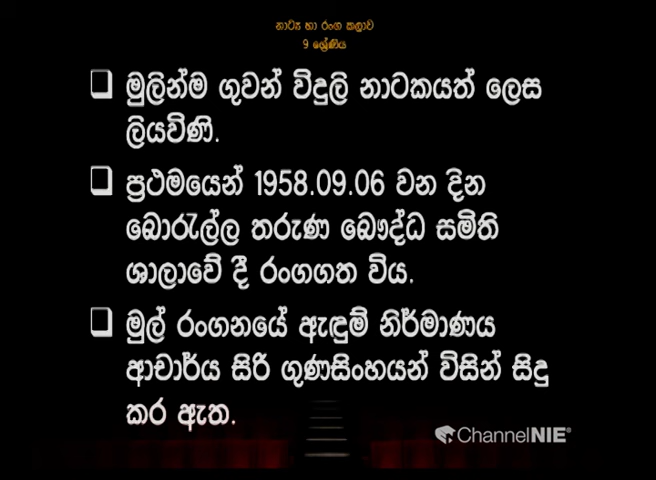 නාට්‍ය හා රංග කලාව
9 ශ්‍රේණිය
❑ මුලින්ම ගුවන් විදුලි නාටකයත් ලෙස
ලියවිණි.
❑ ප්‍රථමයෙන් 1958.09.06 වන දින
බොරැල්ල තරුණ බෞද්ධ සමිති
ශාලාවේ දී රංගගත විය.
❑ මුල් රංගනයේ ඇඳුම් නිර්මාණය
ආචාර්ය සිරි ගුණසිංහයන් විසින් සිදු
කර ඇත.
ChannelNIE®